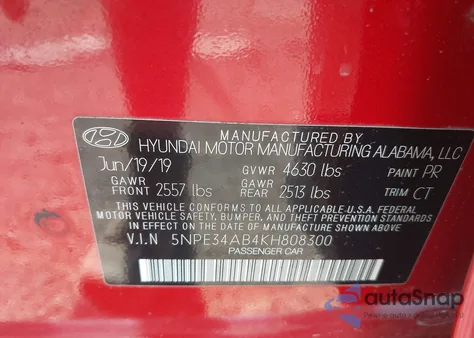 MANUFACTURED BY
HYUNDAI MOTOR MANUFACTURING ALABAMA, LLC
Jun/19/19 GVWR 4630 lbs PAINT PR
GAWR FRONT 2557 lbs GAWR REAR 2513 lbs TRIM CT
THIS VEHICLE CONFORMS TO ALL APPLICABLE U.S.A. FEDERAL
MOTOR VEHICLE SAFETY, BUMPER, AND THEFT PREVENTION STANDARDS
IN EFFECT ON THE DATE OF MANUFACTURE SHOWN ABOVE
V.I.N 5NPE34AB4KH808300
PASSENGER CAR
autaSnap